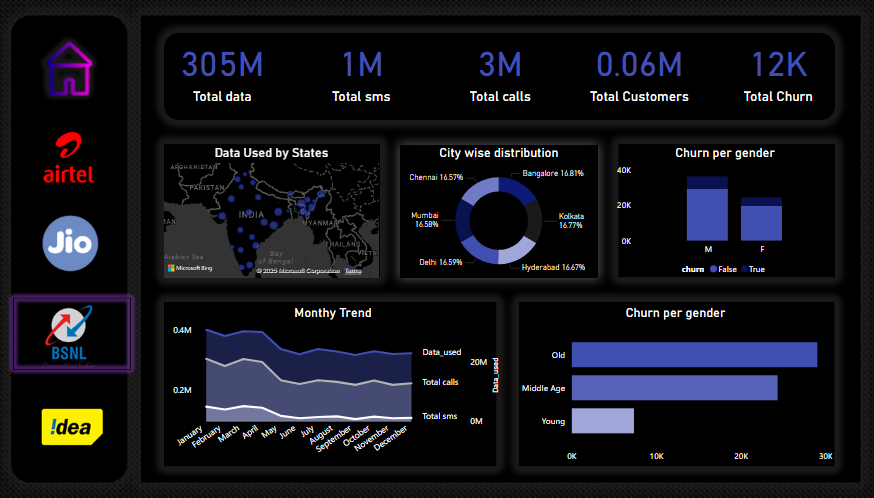 305M
Total data
1M
Total sms
3M
Total calls
0.06M
Total Customers
12K
Total Churn
airtel
Jio
BSNL
!dea
Data Used by States
AFGHANISTAN
PAKISTAN
INDIA
MYANMAR
THAILAND
VIETN
AN
Arabian Sea
Bay
of Bengal
Microsoft Bing
© 2025 Microsoft Corporation Terms
City wise distribution
Chennai 16.57%
Bangalore 16.81%
Mumbai
16.58%
Kolkata
16.77%
Delhi 16.59%
Hyderabad 16.67%
Churn per gender
40K
20K
0K
M
F
churn
False
True
Monthy Trend
0.4M
0.2M
Data_used
Total calls
Total sms
20M
0M
Data_used
January
February
March
April
May
June
July
August
September
October
November
December
Churn per gender
Old
Middle Age
Young
0K
10K
20K
30K